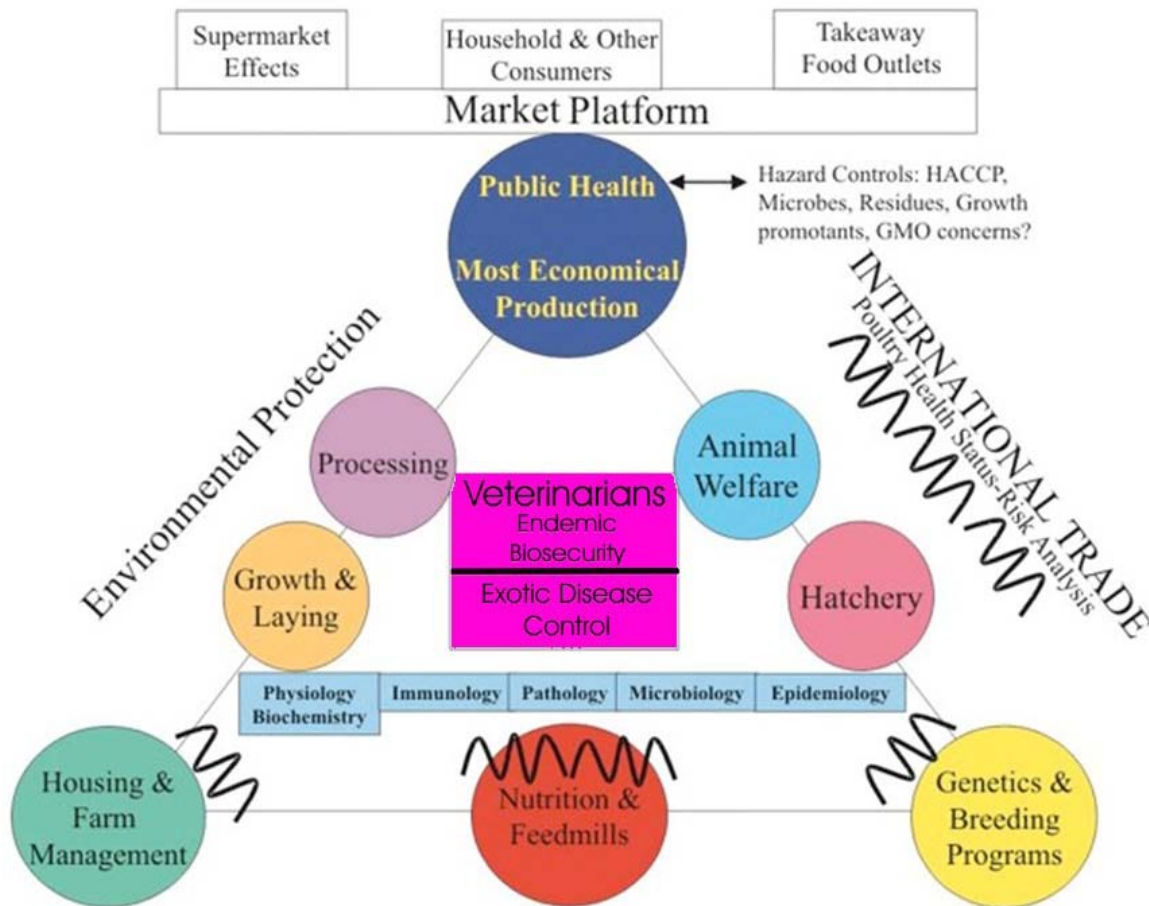 Supermarket
Effects
Household & Other
Consumers
Takeaway
Food Outlets
Market Platform
Public Health
Most Economical
Production
Hazard Controls: HACCP,
Microbes, Residues, Growth
promotants, GMO concerns?
Environmental Protection
INTERNATIONAL TRADE
Poultry Health Status-Risk Analysis
Processing
Animal
Welfare
Veterinarians
Endemic
Biosecurity
Exotic Disease
Control
Growth &
Laying
Hatchery
Physiology
Biochemistry
Immunology
Pathology
Microbiology
Epidemiology
Housing &
Farm
Management
Nutrition &
Feedmills
Genetics &
Breeding
Programs